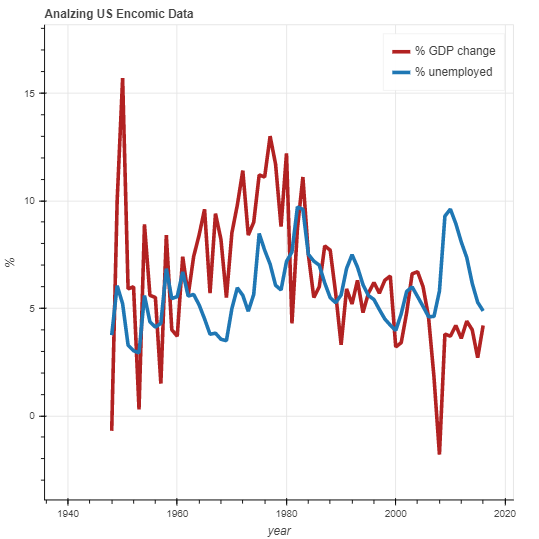 Analzing US Encomic Data
% GDP change
% unemployed
15
10
5
0
%
1940 1960 1980 2000 2020
year